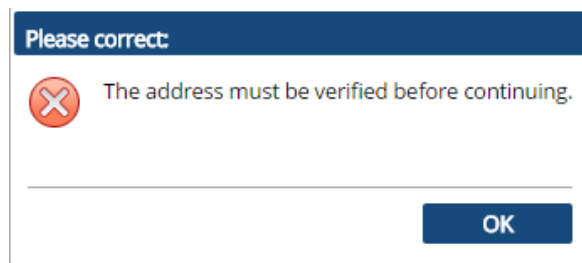 Please correct:
The address must be verified before continuing.
OK